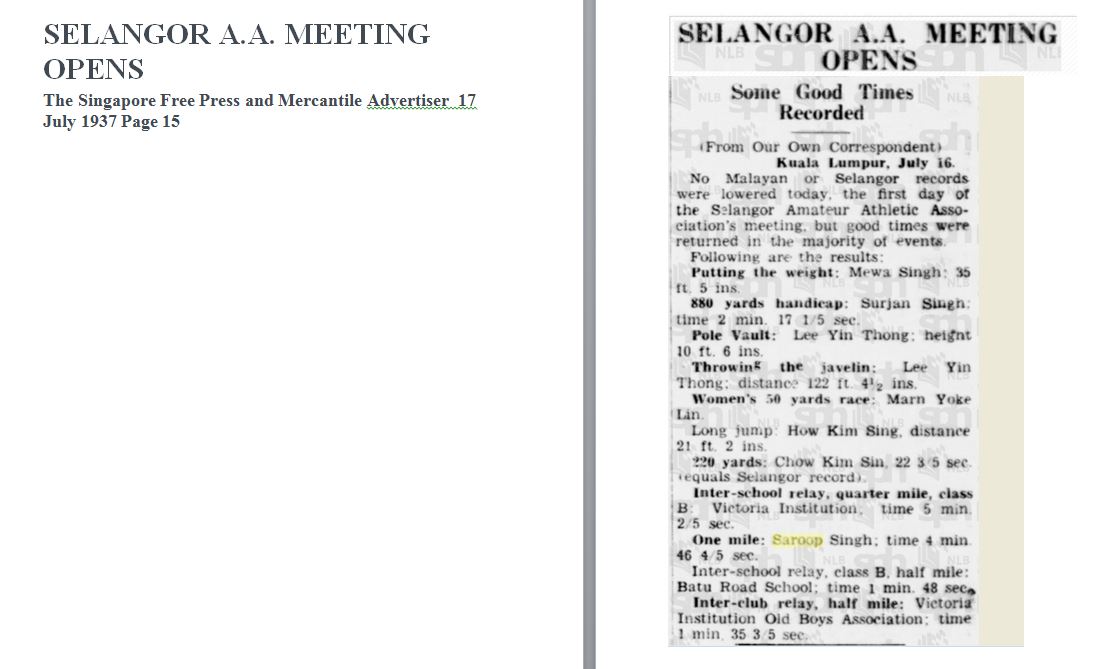 SELANGOR A.A. MEETING
OPENS
The Singapore Free Press and Mercantile Advertiser 17
July 1937 Page 15
SELANGOR A.A. MEETING
OPENS
Some Good Times
Recorded
(From Our Own Correspondent)
Kuala Lumpur, July 16.
No Malayan or Selangor records
were lowered today, the first day of
the Selangor Amateur Athletic Asso-
ciation's meeting, but good times were
returned in the majority of events.
Following are the results:
Putting the weight: Mewa Singh: 35
ft. 5 ins.
880 yards handicap: Surjan Singh:
time 2 min. 17 1/5 sec.
Pole Vault: Lee Yin Thong: height
10 ft. 6 ins.
Throwing the javelin: Lee Yin
Thong: distance 122 ft. 4½ ins.
Women's 50 yards race: Marn Yoke
Lin.
Long jump: How Kim Sing, distance
21 ft. 2 ins.
220 yards: Chow Kim Sin, 22 3/5 sec.
(equals Selangor record).
Inter-school relay, quarter mile, class
B: Victoria Institution; time 5 min.
2/5 sec.
One mile: Saroop Singh; time 4 min.
46 4/5 sec.
Inter-school relay, class B, half mile:
Batu Road School; time 1 min. 48 sec.
Inter-club relay, half mile: Victoria
Institution Old Boys Association; time
1 min. 35 3/5 sec.